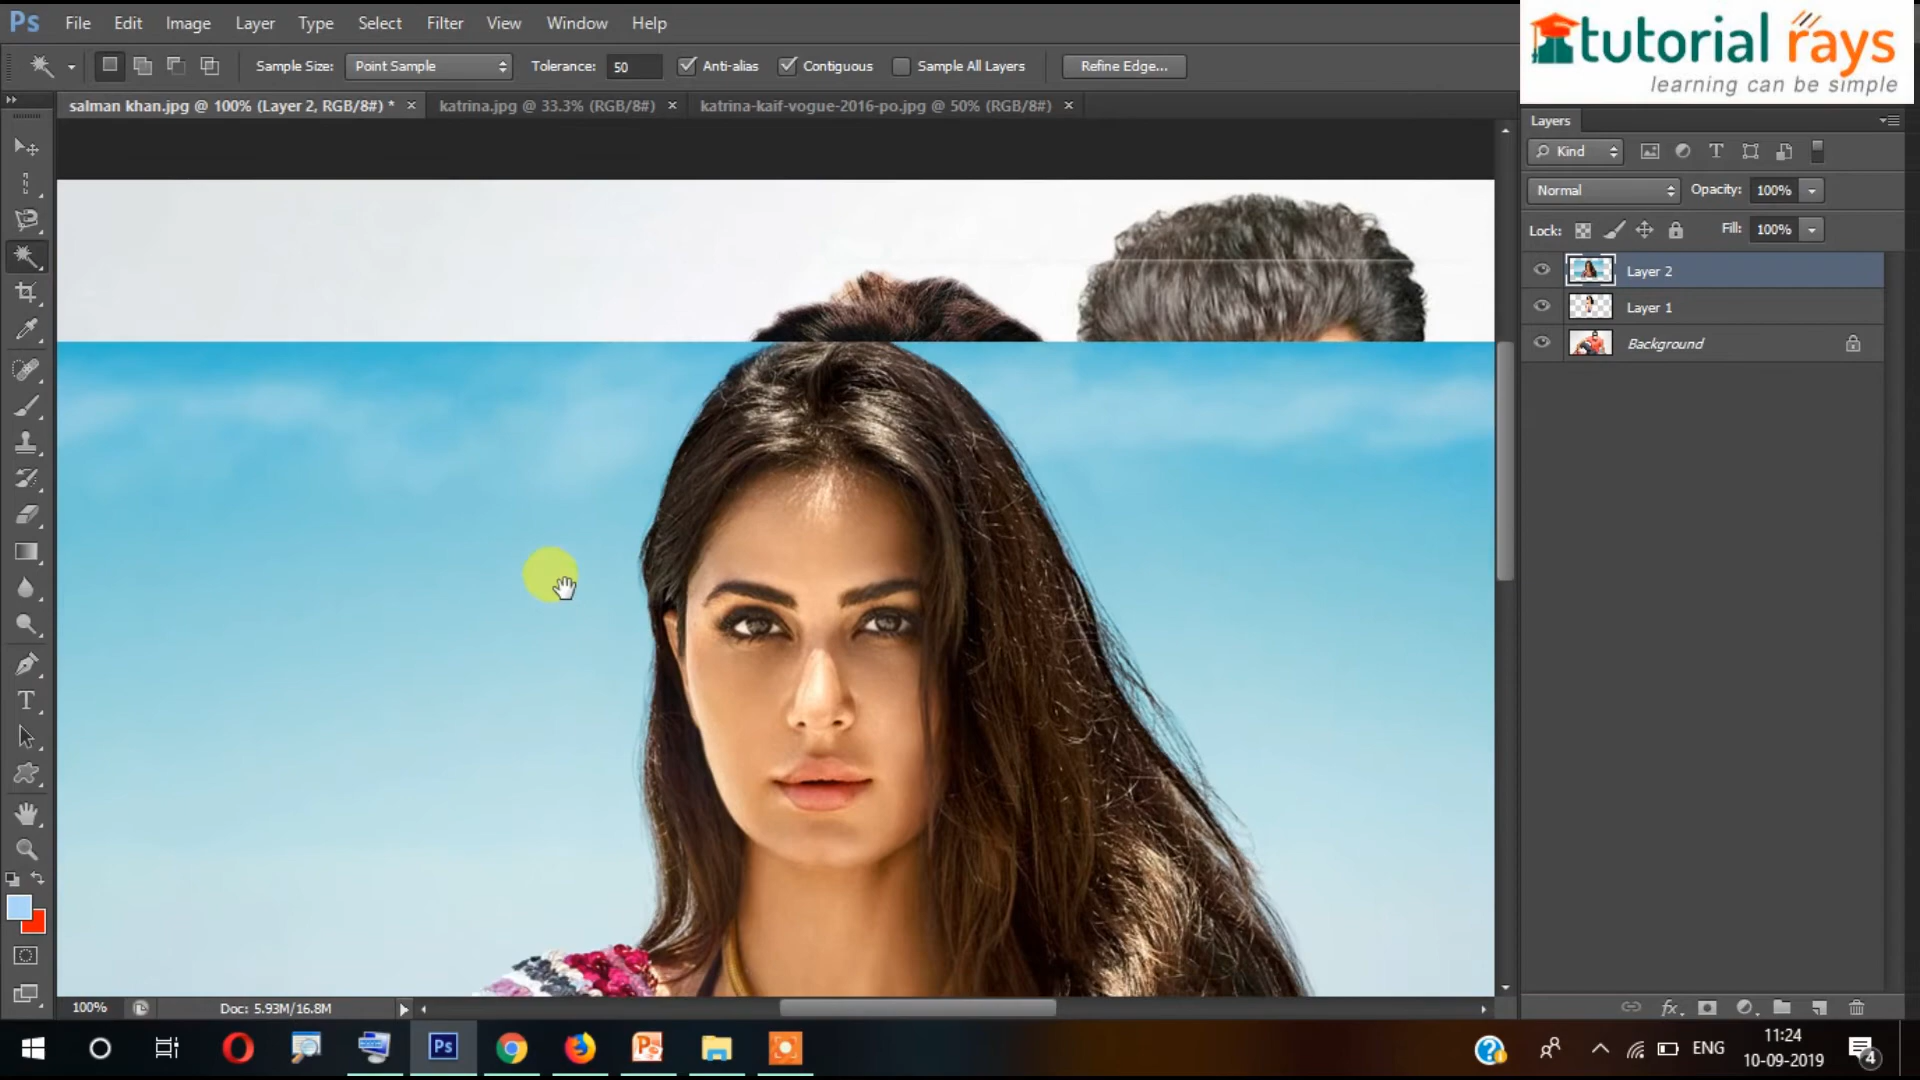 Ps File Edit Image Layer Type Select Filter View Window Help
tutorial rays
learning can be simple
Sample Size: Point Sample Tolerance: 50 Anti-alias Contiguous Sample All Layers Refine Edge...
salman khan.jpg @ 100% (Layer 2, RGB/8#) * × katrina.jpg @ 33.3% (RGB/8#) × katrina-kaif-vogue-2016-po.jpg @ 50% (RGB/8#) ×
Layers
Kind
Normal Opacity: 100%
Lock: Fill: 100%
Layer 2
Layer 1
Background
100% Doc: 5.93M/16.8M
fx
Ps
ENG
11:24
10-09-2019
4